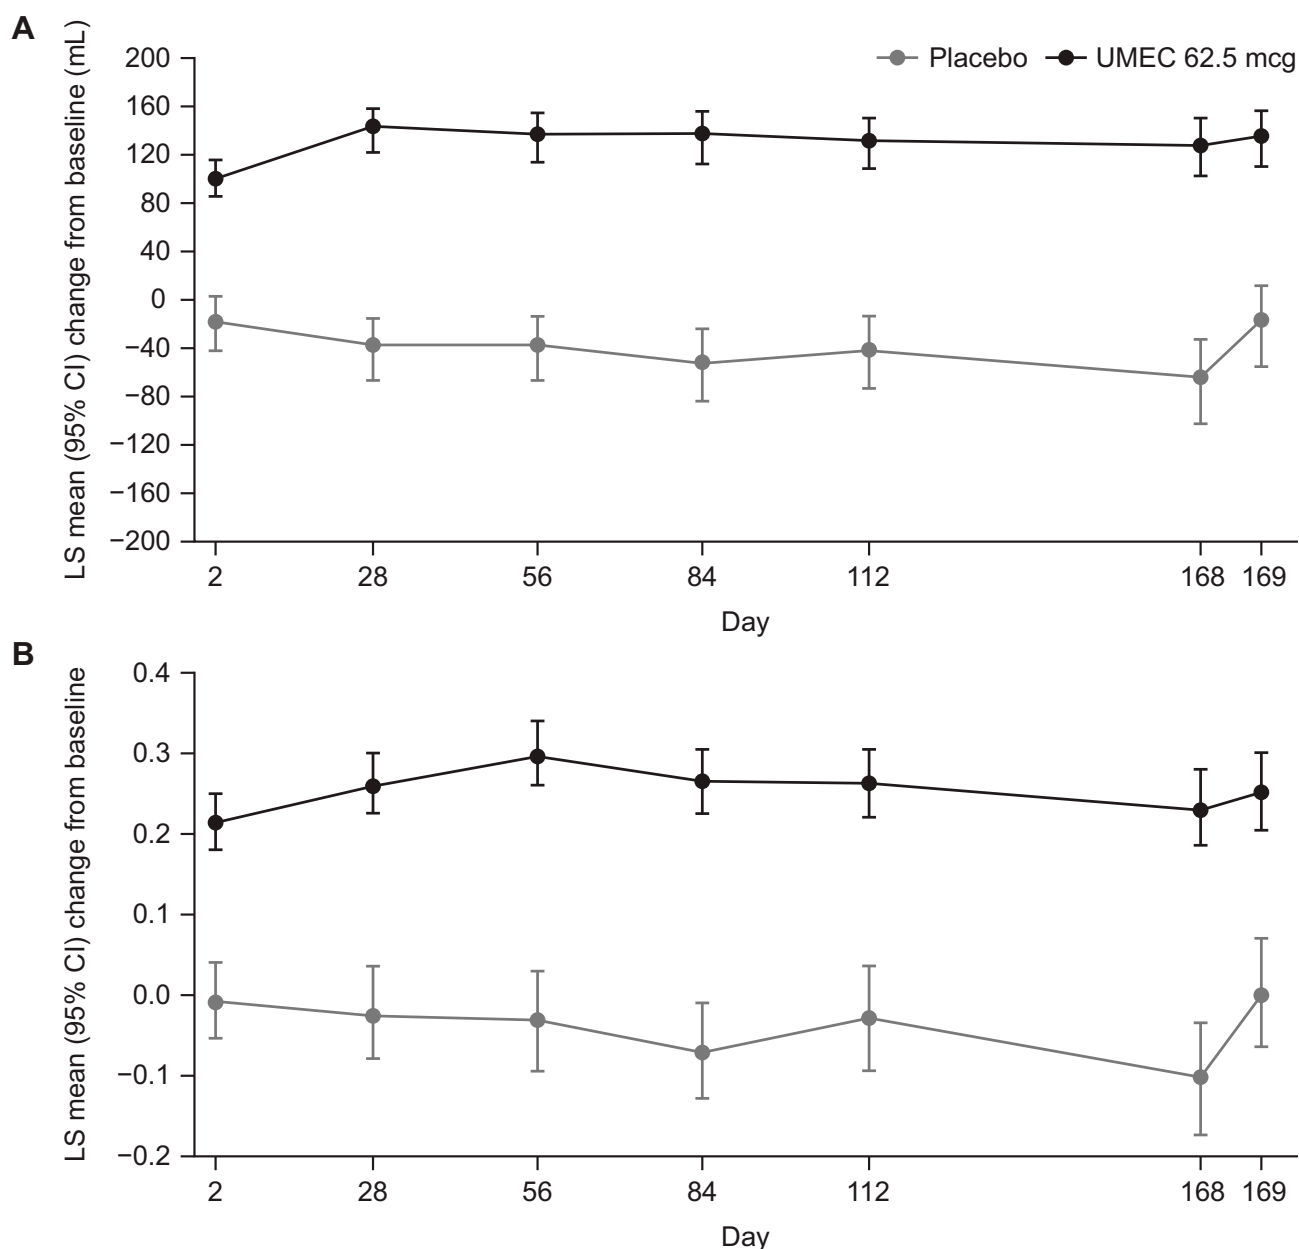 A
LS mean (95% CI) change from baseline (mL)
Placebo
UMEC 62.5 mcg
200
160
120
80
40
0
−40
−80
−120
−160
−200
2 28 56 84 112 168 169
Day
B
LS mean (95% CI) change from baseline
0.4
0.3
0.2
0.1
0.0
−0.1
−0.2
2 28 56 84 112 168 169
Day